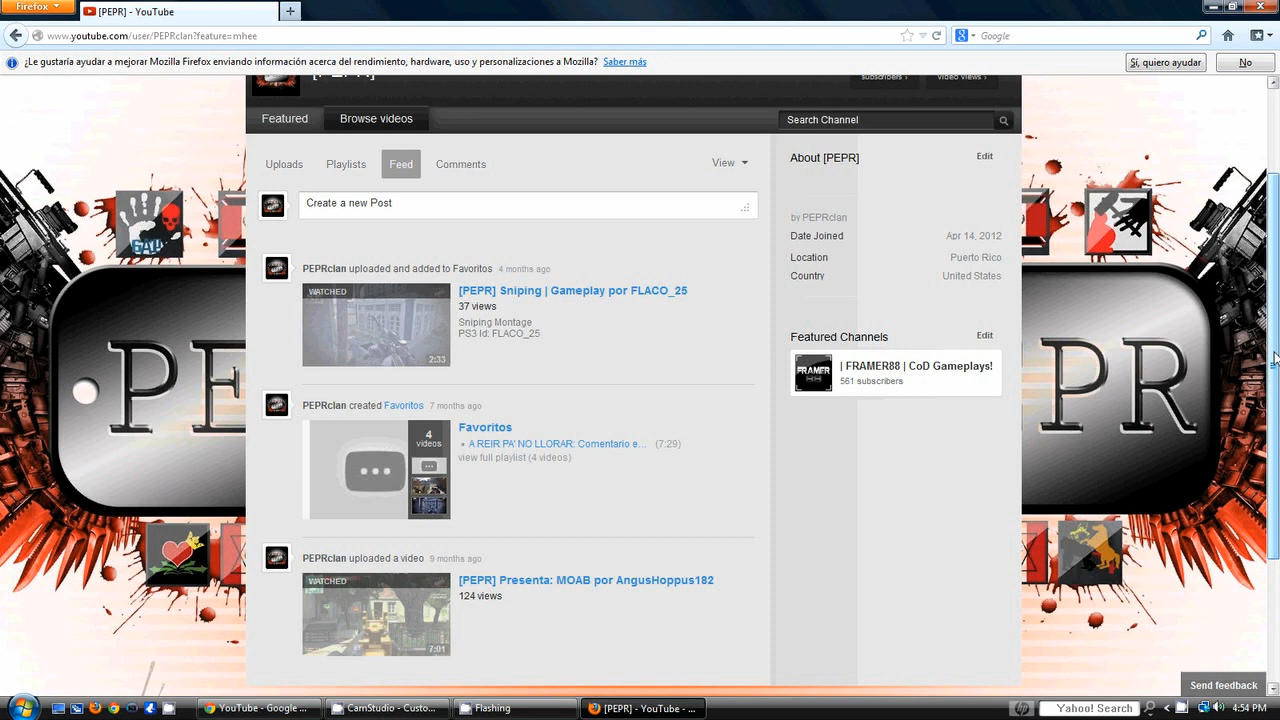 Firefox
[PEPR] - YouTube
www.youtube.com/user/PEPRclan?feature=mhee
Google
¿Le gustaría ayudar a mejorar Mozilla Firefox enviando información acerca del rendimiento, hardware, uso y personalizaciones a Mozilla? Saber más
Sí, quiero ayudar
No
[PEPR]
subscribers ›
video views ›
Featured
Browse videos
Search Channel
Uploads
Playlists
Feed
Comments
View
Create a new Post
PEPRclan uploaded and added to Favoritos 4 months ago
WATCHED
2:33
[PEPR] Sniping | Gameplay por FLACO_25
37 views
Sniping Montage
PS3 Id: FLACO_25
PEPRclan created Favoritos 7 months ago
4
videos
Favoritos
A REIR PA' NO LLORAR: Comentario e... (7:29)
view full playlist (4 videos)
PEPRclan uploaded a video 9 months ago
WATCHED
7:01
[PEPR] Presenta: MOAB por AngusHoppus182
124 views
About [PEPR]
Edit
by PEPRclan
Date Joined
Apr 14, 2012
Location
Puerto Rico
Country
United States
Featured Channels
Edit
FRAMER
| FRAMER88 | CoD Gameplays!
561 subscribers
PE
PR
Send feedback
YouTube - Google ...
CamStudio - Custo...
Flashing
[PEPR] - YouTube - ...
Yahoo! Search
4:54 PM